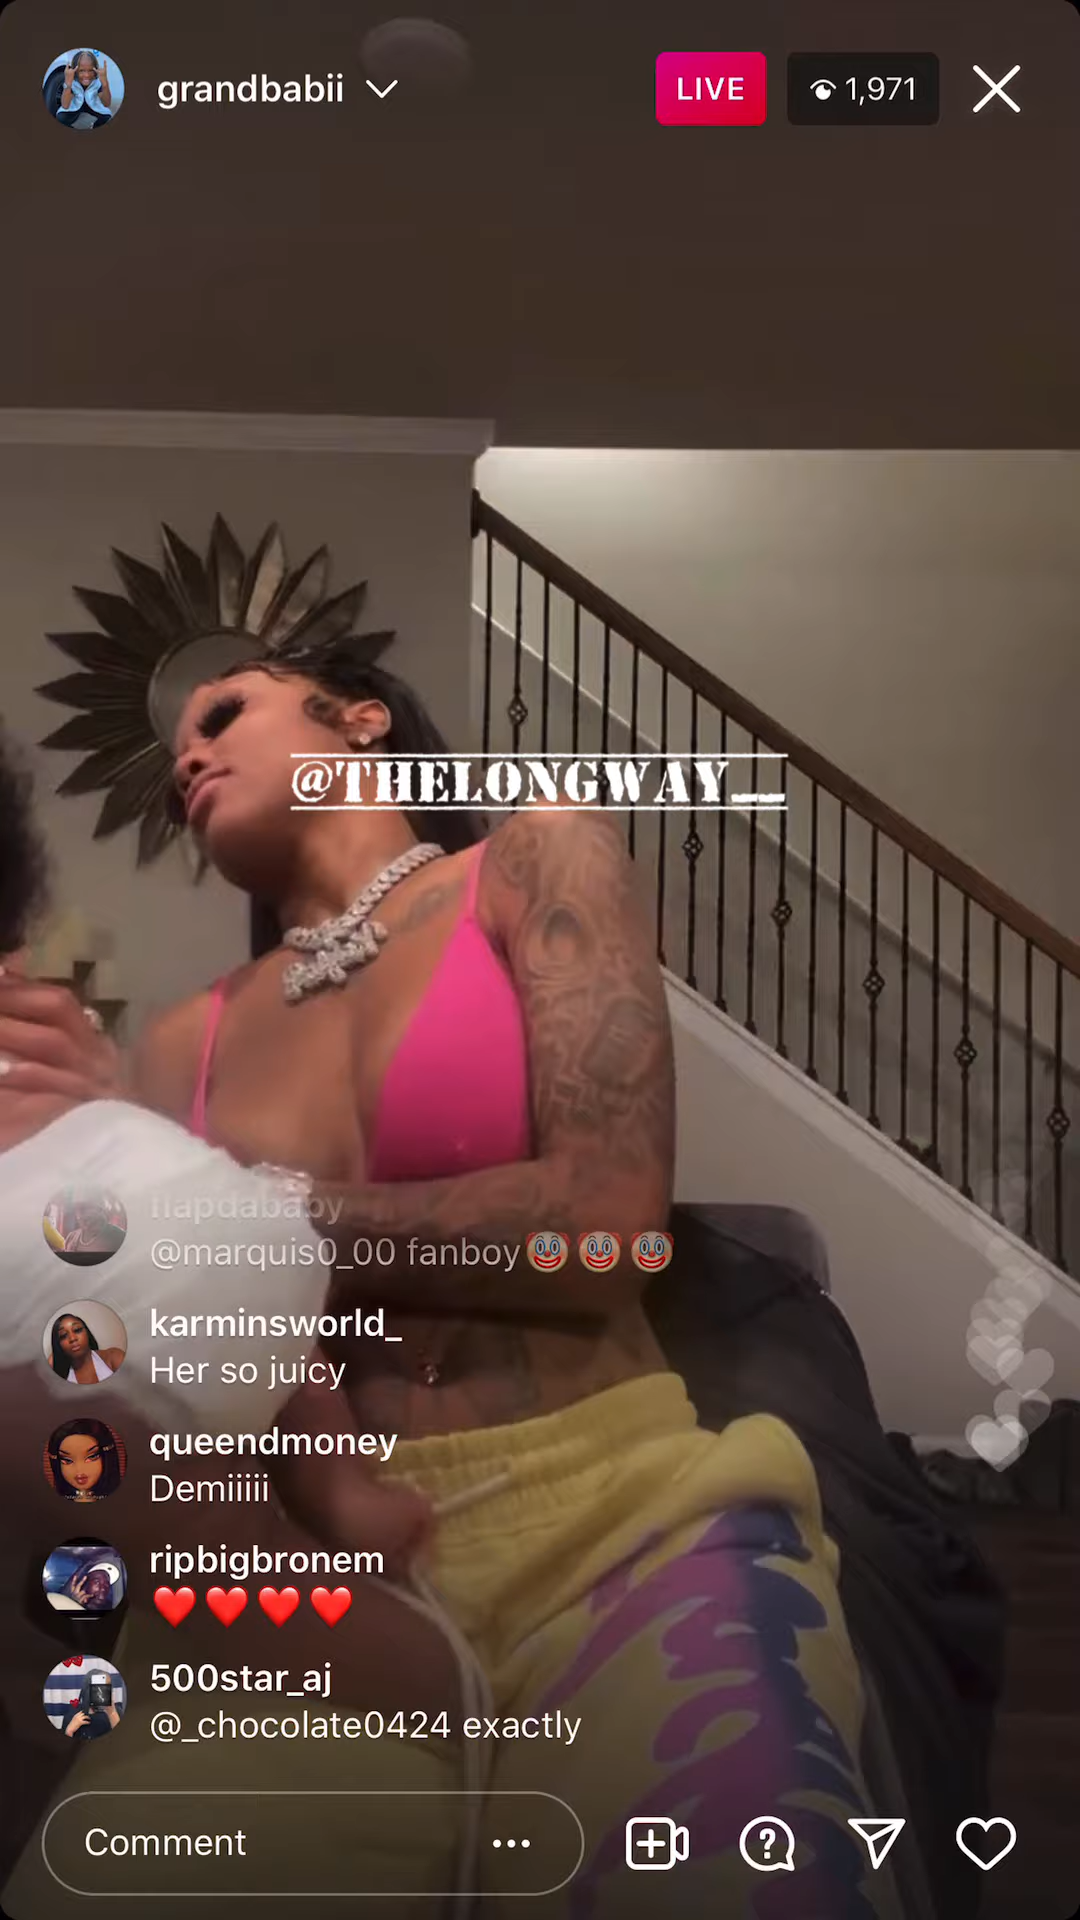 grandbabii
LIVE
1,971
@THELONGWAY__
@marquis0_00 fanboy🤡🤡🤡
karminsworld_
Her so juicy
queendmoney
Demiiiii
ripbigbronem
❤️❤️❤️❤️
500star_aj
@_chocolate0424 exactly
Comment